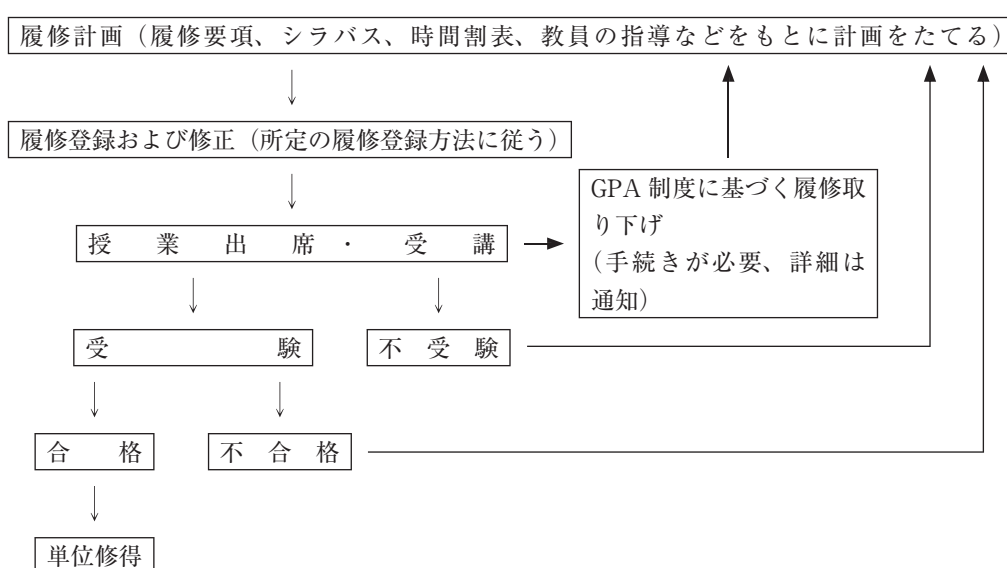 履修計画（履修要項、シラバス、時間割表、教員の指導などをもとに計画をたてる）
履修登録および修正（所定の履修登録方法に従う）
GPA 制度に基づく履修取
り下げ
（手続きが必要、詳細は
通知）
授業出席・受講
受験
不受験
合格
不合格
単位修得